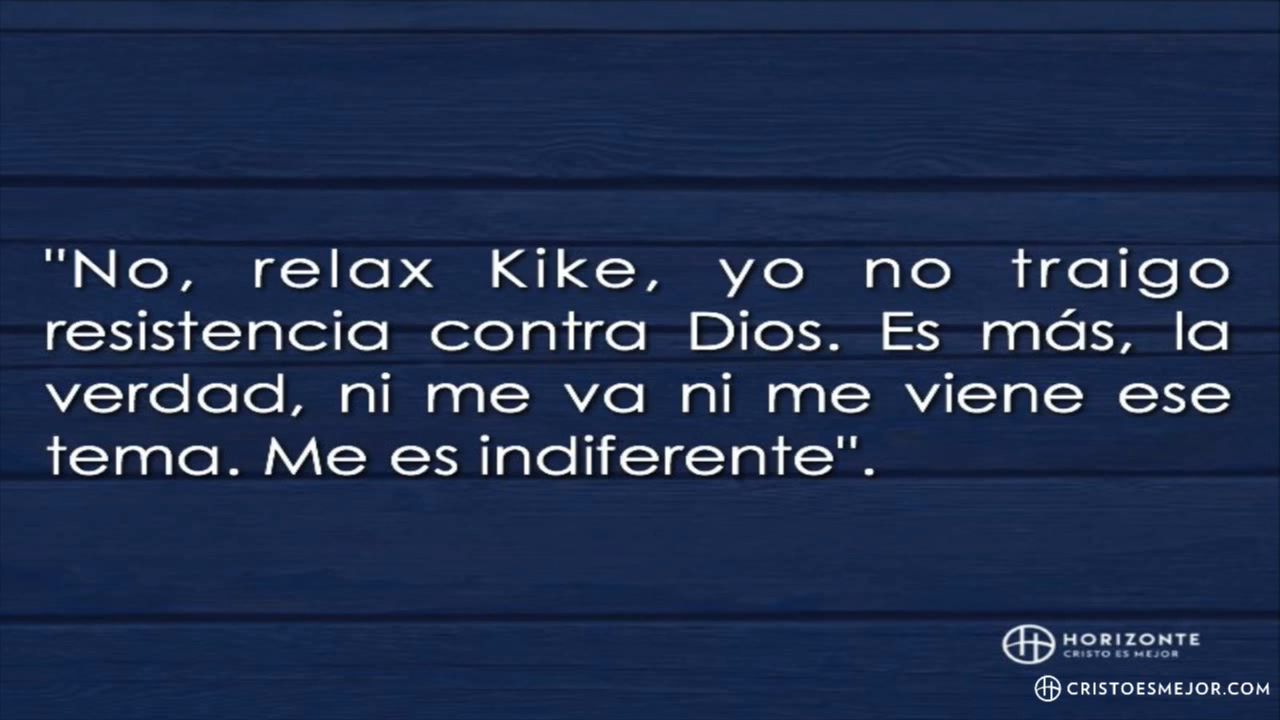 "No, relax Kike, yo no traigo
resistencia contra Dios. Es más, la
verdad, ni me va ni me viene ese
tema. Me es indiferente".
HORIZONTE
CRISTO ES MEJOR
CRISTOESMEJOR.COM